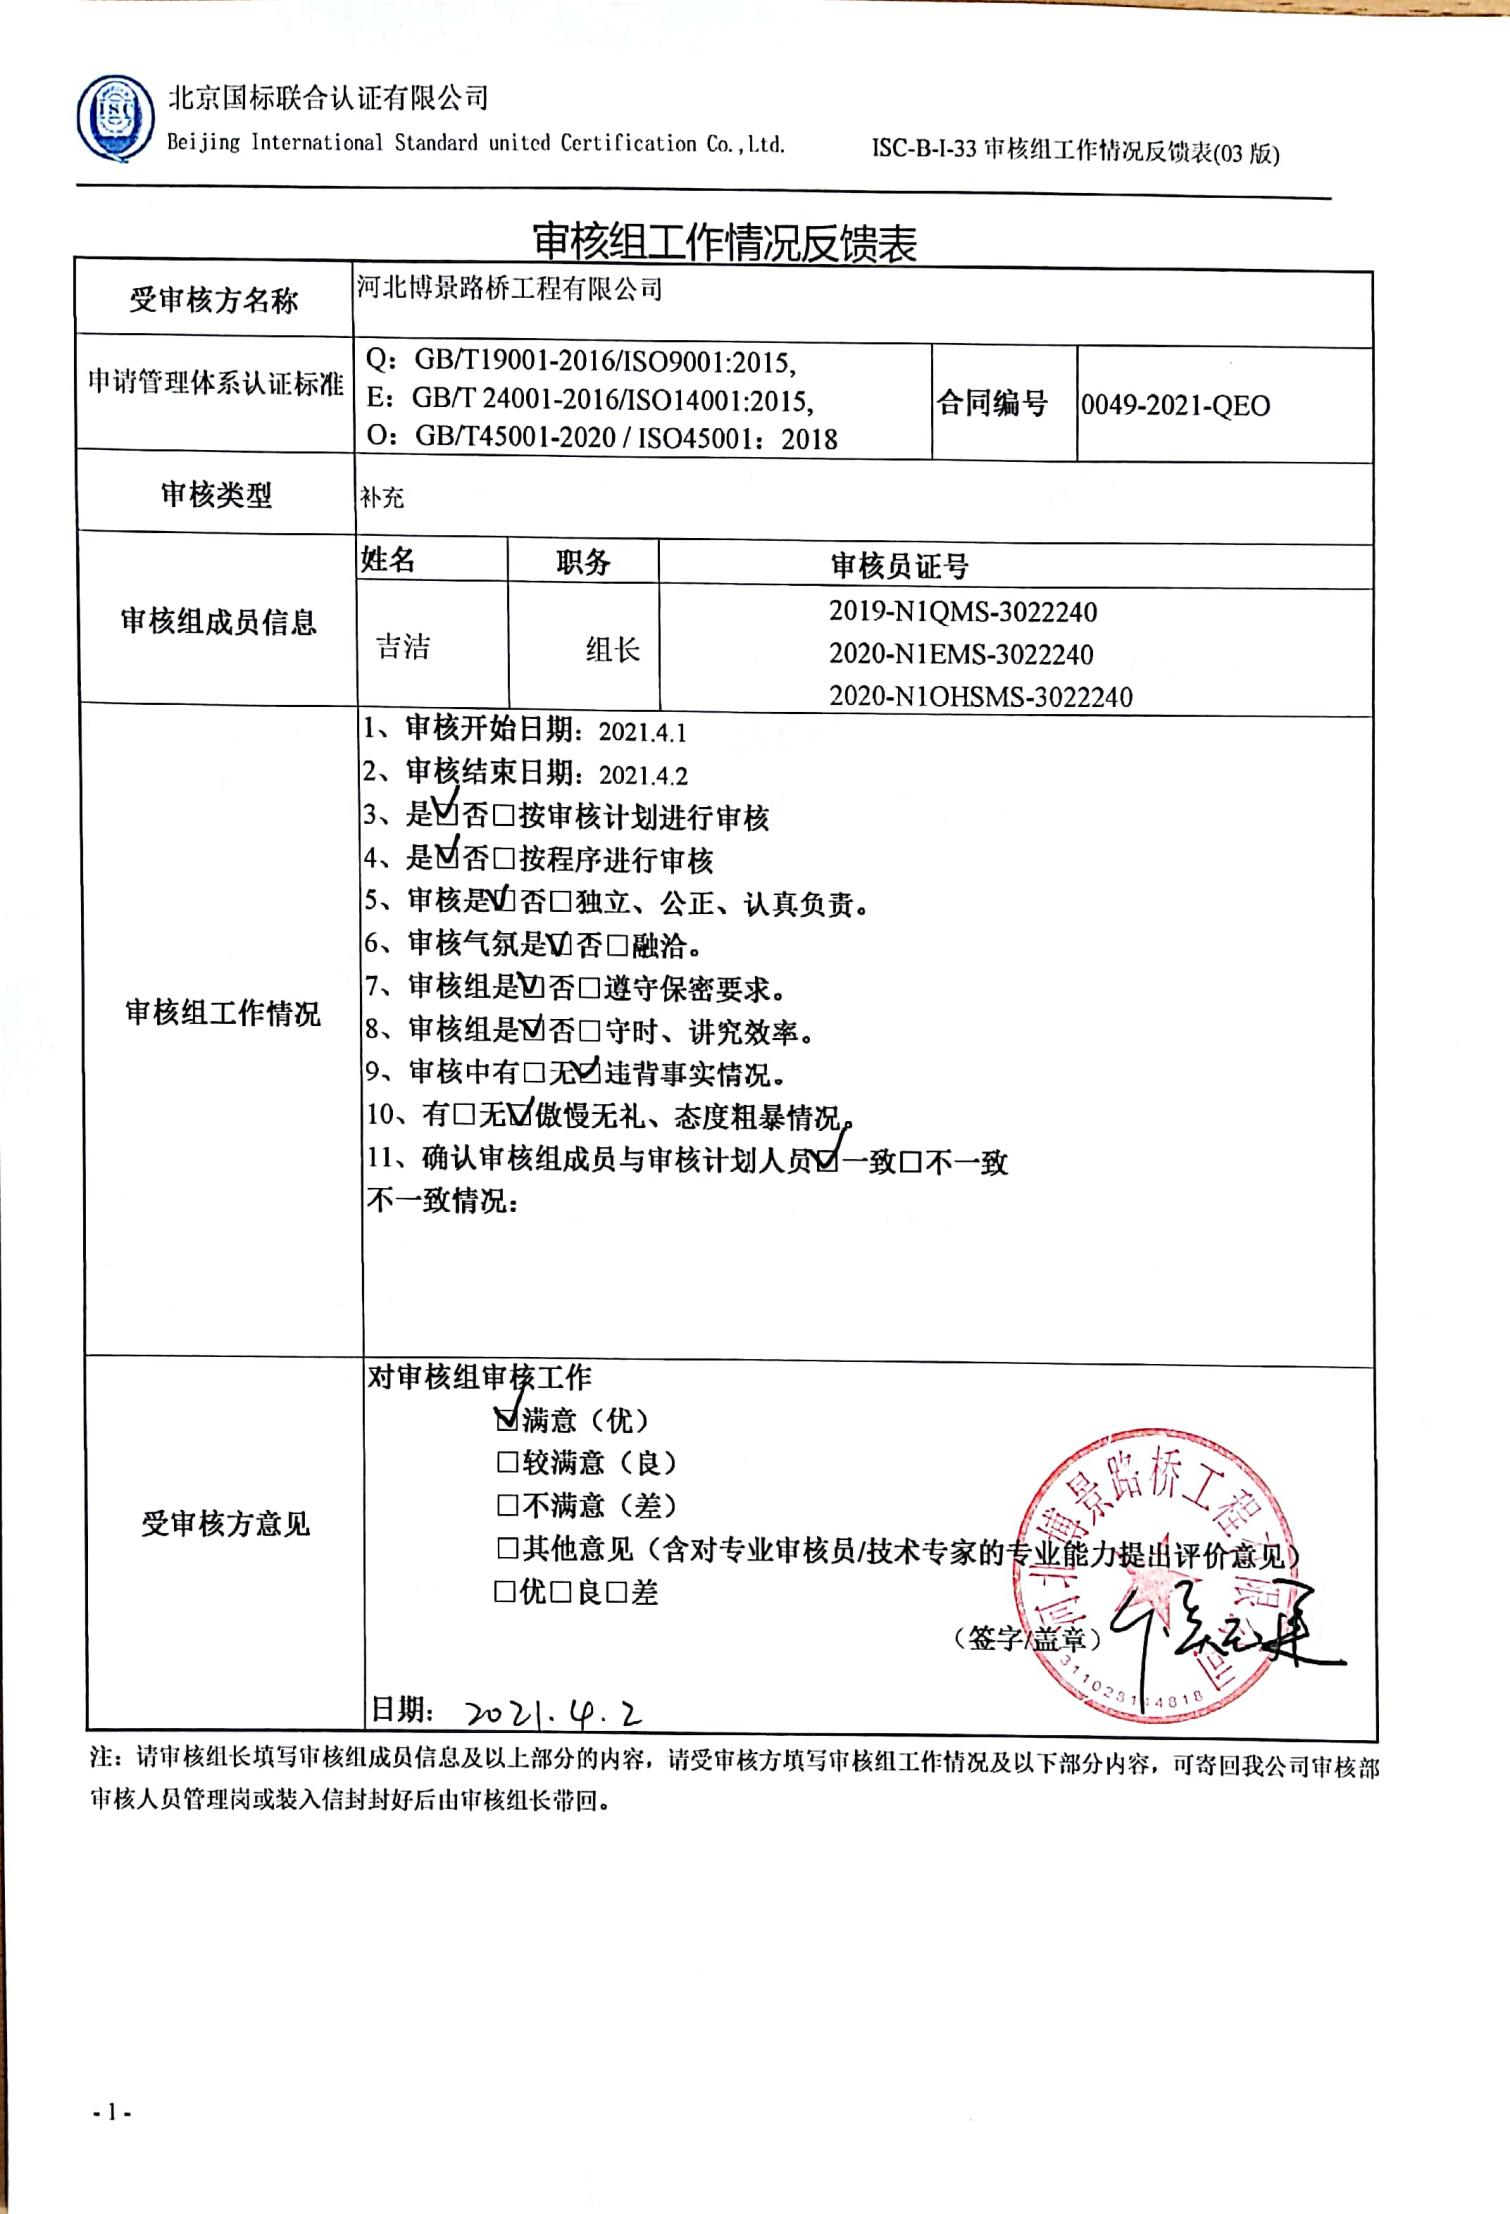 北京国标联合认证有限公司
Beijing International Standard united Certification Co.,Ltd.
ISC-B-I-33 审核组工作情况反馈表(03 版)
审核组工作情况反馈表
受审核方名称
河北博景路桥工程有限公司
申请管理体系认证标准
Q：GB/T19001-2016/ISO9001:2015,
E：GB/T 24001-2016/ISO14001:2015,
O：GB/T45001-2020 / ISO45001：2018
合同编号
0049-2021-QEO
审核类型
补充
审核组成员信息
姓名 职务 审核员证号
吉洁 组长
2019-N1QMS-3022240
2020-N1EMS-3022240
2020-N1OHSMS-3022240
审核组工作情况
1、审核开始日期：2021.4.1
2、审核结束日期：2021.4.2
3、是☑否□按审核计划进行审核
4、是☑否□按程序进行审核
5、审核是☑否□独立、公正、认真负责。
6、审核气氛是☑否□融洽。
7、审核组是☑否□遵守保密要求。
8、审核组是☑否□守时、讲究效率。
9、审核中有□无☑违背事实情况。
10、有□无☑傲慢无礼、态度粗暴情况。
11、确认审核组成员与审核计划人员☑一致□不一致
不一致情况：
受审核方意见
对审核组审核工作
☑满意（优）
□较满意（良）
□不满意（差）
□其他意见（含对专业审核员/技术专家的专业能力提出评价意见）
□优□良□差
（签字/盖章）
河北博景路桥工程有限公司
日期： 2021.4.2
注：请审核组长填写审核组成员信息及以上部分的内容，请受审核方填写审核组工作情况及以下部分内容，可寄回我公司审核部
审核人员管理岗或装入信封封好后由审核组长带回。
- 1 -